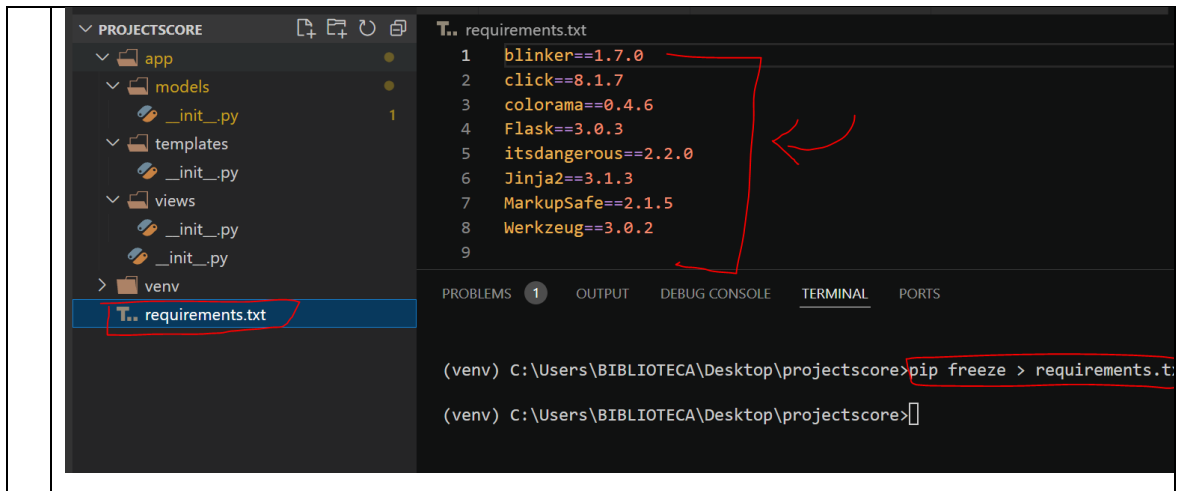 PROJECTSCORE
app
models
__init__.py 1
templates
__init__.py
views
__init__.py
__init__.py
venv
requirements.txt
requirements.txt
1 blinker==1.7.0
2 click==8.1.7
3 colorama==0.4.6
4 Flask==3.0.3
5 itsdangerous==2.2.0
6 Jinja2==3.1.3
7 MarkupSafe==2.1.5
8 Werkzeug==3.0.2
9
PROBLEMS 1 OUTPUT DEBUG CONSOLE TERMINAL PORTS
(venv) C:\Users\BIBLIOTECA\Desktop\projectscore>pip freeze > requirements.t
(venv) C:\Users\BIBLIOTECA\Desktop\projectscore>